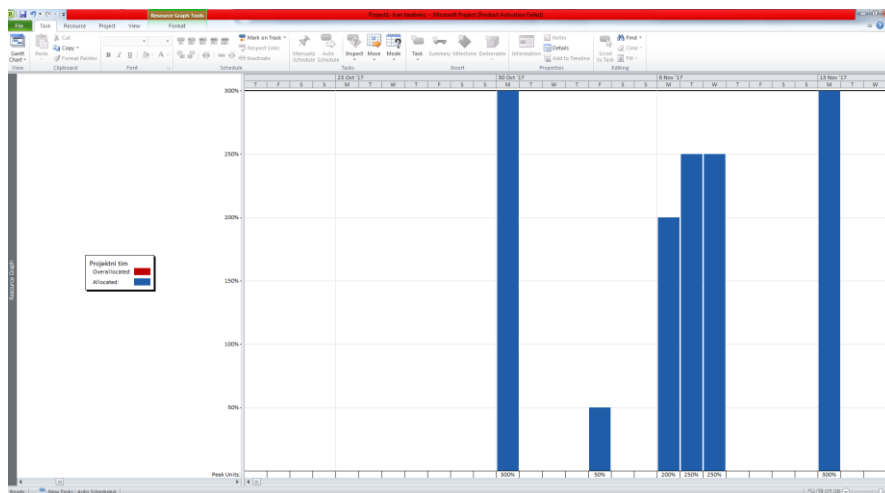 Resource Graph Tools
Project1- Sum tvrabans. - Microsoft Project (Product Activation Failed)
File Task Resource Project View Format
Gantt Chart
Paste
Cut
Copy
Format Painter
B I U A
Mark on Track
Respect Links
Inactivate
Manually Schedule
Auto Schedule
Inspect Move Mode
Task Summary Milestone Deliverable
Information
Notes
Details
Add to Timeline
Scroll to Task
Find
Clear
Fill
View Clipboard Font Schedule Tasks Insert Properties Editing
23 Oct '17 30 Oct '17 6 Nov '17 13 Nov '17
T F S S M T W T F S S M T W T F S S M T W T F S S M T W
300%
250%
200%
150%
100%
50%
Resource Graph
Projektni tim
Overallocated:
Allocated:
Peak Units:
300% 50% 200% 250% 250% 300%
Ready New Tasks : Auto Scheduled